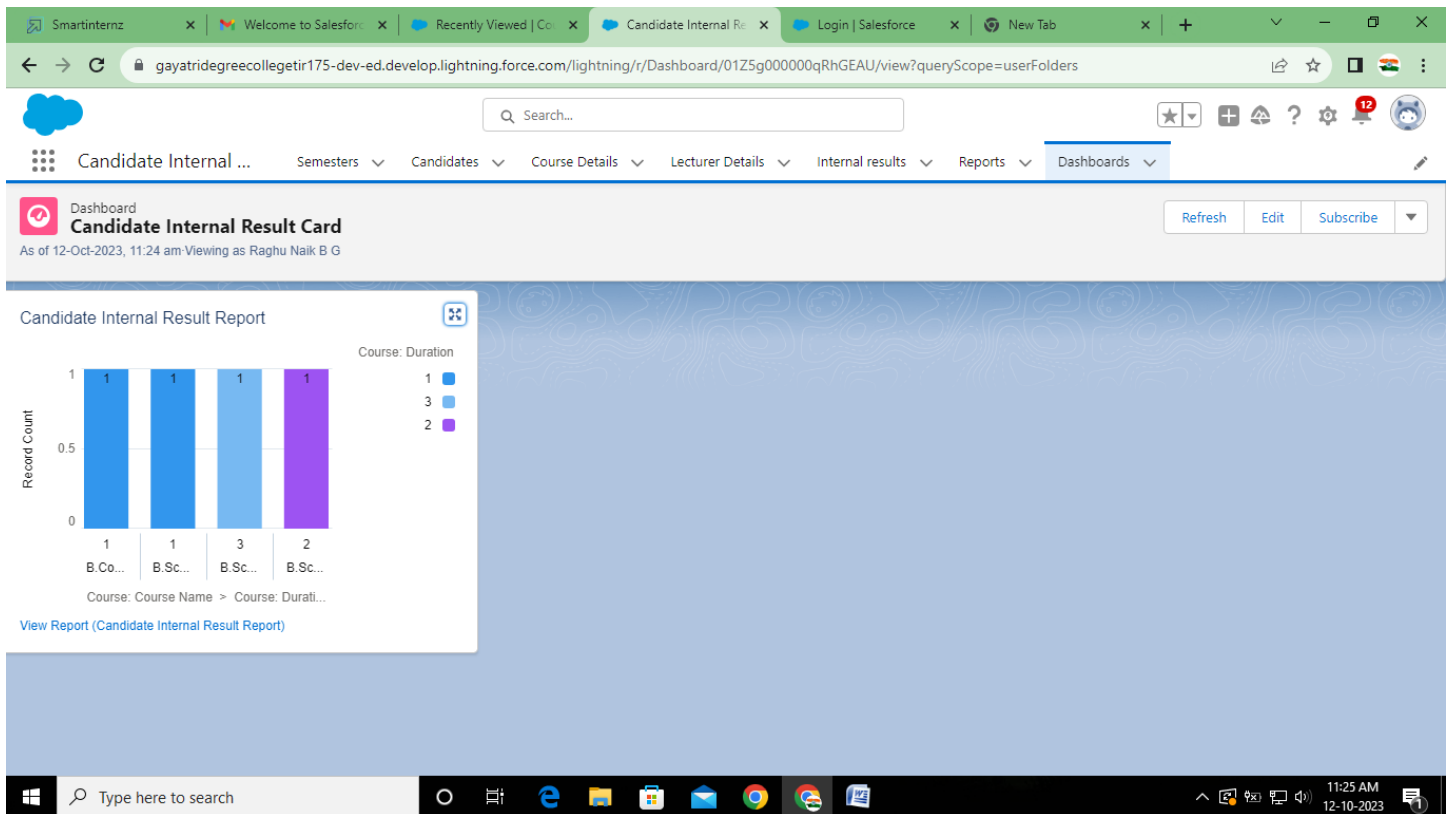 Smartinternz
Welcome to Salesforc
Recently Viewed | Co
Candidate Internal Re
Login | Salesforce
New Tab
gayatridegreecollegetir175-dev-ed.develop.lightning.force.com/lightning/r/Dashboard/01Z5g000000qRhGEAU/view?queryScope=userFolders
Search...
12
Candidate Internal ... Semesters Candidates Course Details Lecturer Details Internal results Reports Dashboards
Dashboard
Candidate Internal Result Card
As of 12-Oct-2023, 11:24 am·Viewing as Raghu Naik B G
Refresh Edit Subscribe
Candidate Internal Result Report
Course: Duration
1
3
2
Record Count
1
0.5
0
1 1 1 1
1 1 3 2
B.Co... B.Sc... B.Sc... B.Sc...
Course: Course Name > Course: Durati...
View Report (Candidate Internal Result Report)
Type here to search
11:25 AM
12-10-2023
1